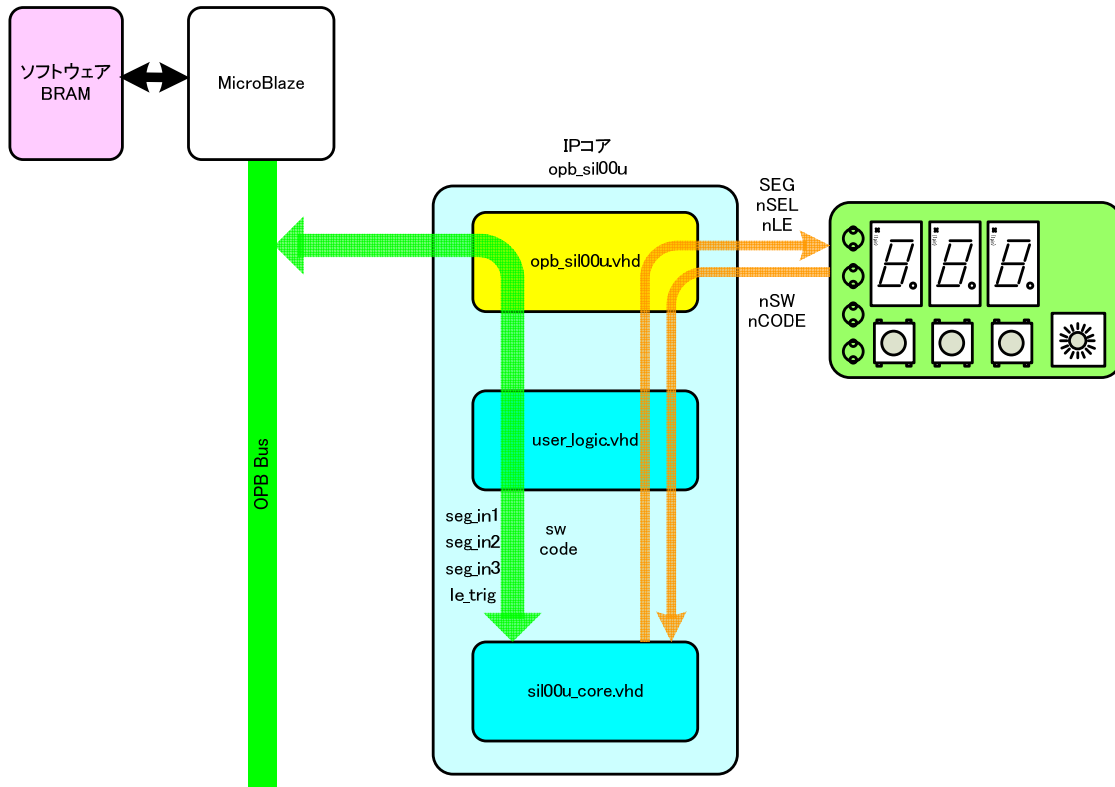 ソフトウェア
BRAM
MicroBlaze
IPコア
opb_sil00u
SEG
nSEL
nLE
opb_sil00u.vhd
nSW
nCODE
user_logic.vhd
OPB Bus
seg_in1
seg_in2
seg_in3
le_trig
sw
code
sil00u_core.vhd